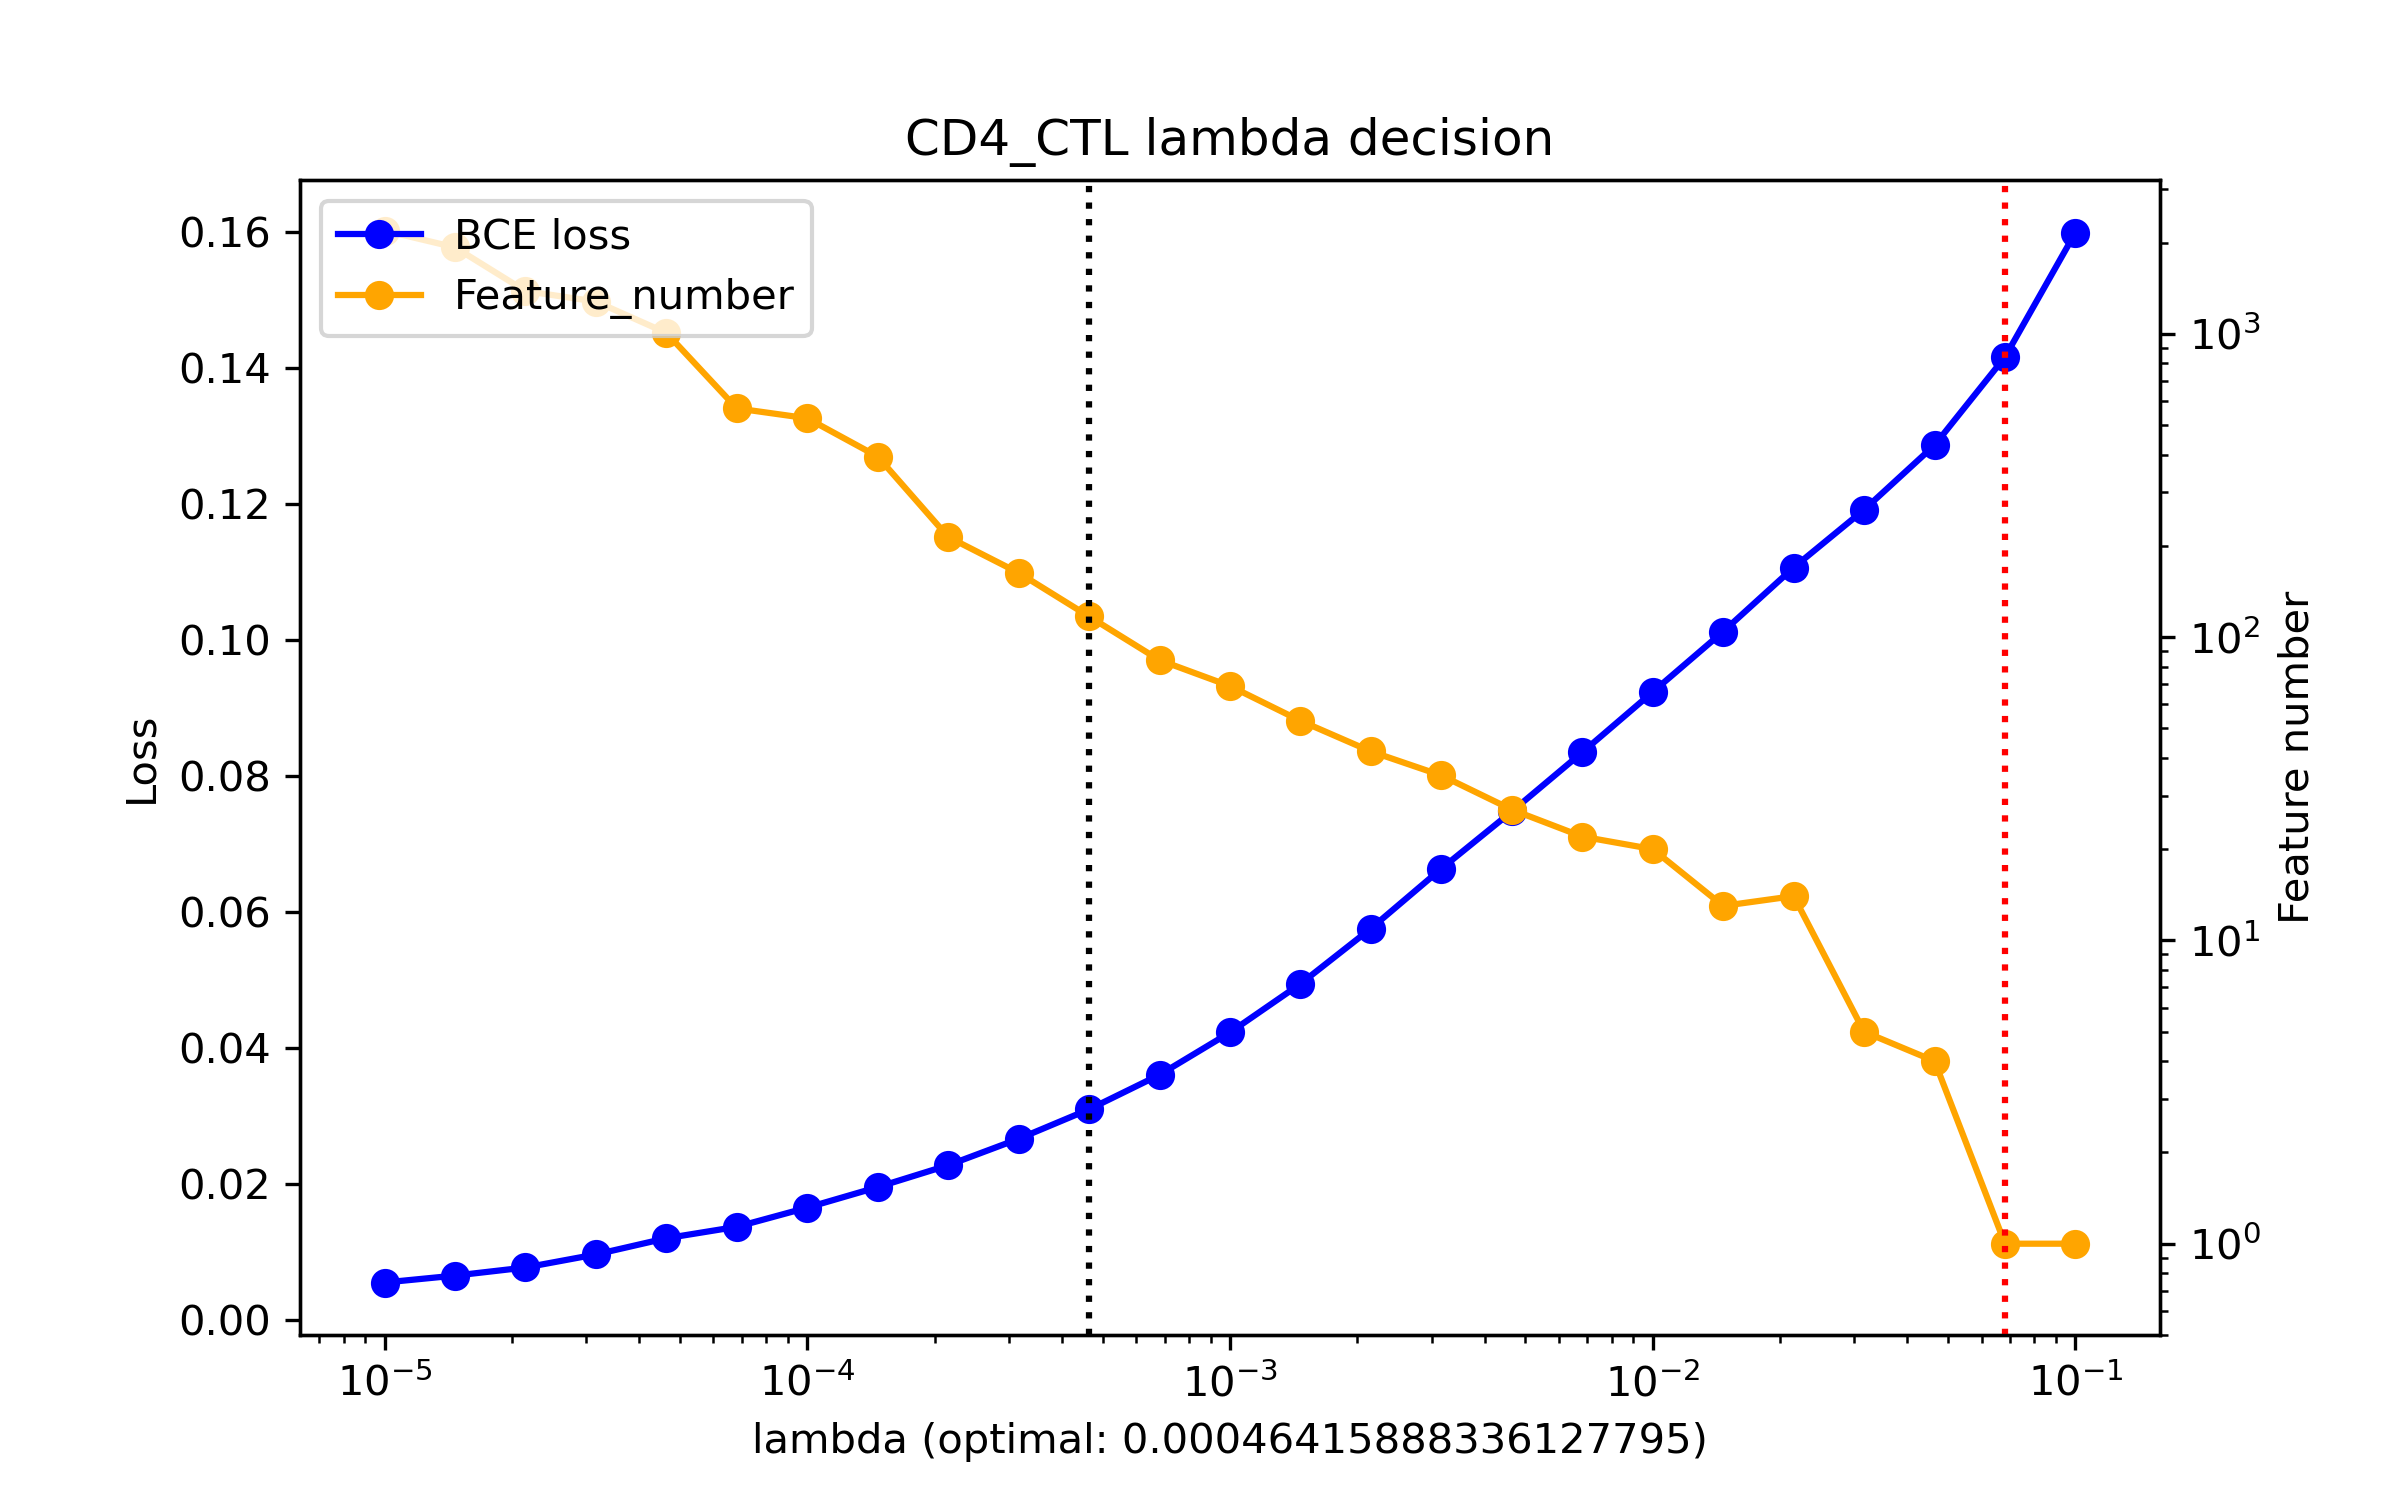 CD4_CTL lambda decision
BCE loss
Feature_number
0.16
0.14
0.12
0.10
0.08
0.06
0.04
0.02
0.00
Loss
10³
10²
10¹
10⁰
Feature number
10⁻⁵ 10⁻⁴ 10⁻³ 10⁻² 10⁻¹
lambda (optimal: 0.00046415888336127795)